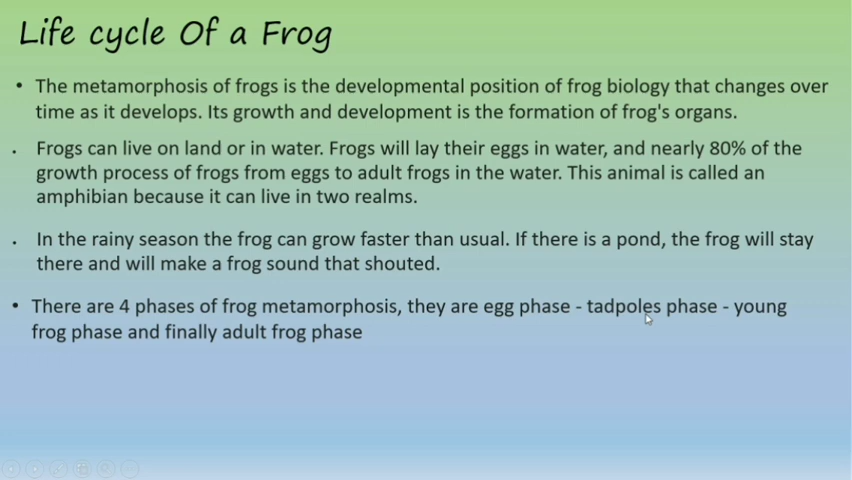 Life cycle Of a Frog
• The metamorphosis of frogs is the developmental position of frog biology that changes over
time as it develops. Its growth and development is the formation of frog's organs.
• Frogs can live on land or in water. Frogs will lay their eggs in water, and nearly 80% of the
growth process of frogs from eggs to adult frogs in the water. This animal is called an
amphibian because it can live in two realms.
• In the rainy season the frog can grow faster than usual. If there is a pond, the frog will stay
there and will make a frog sound that shouted.
• There are 4 phases of frog metamorphosis, they are egg phase - tadpoles phase - young
frog phase and finally adult frog phase